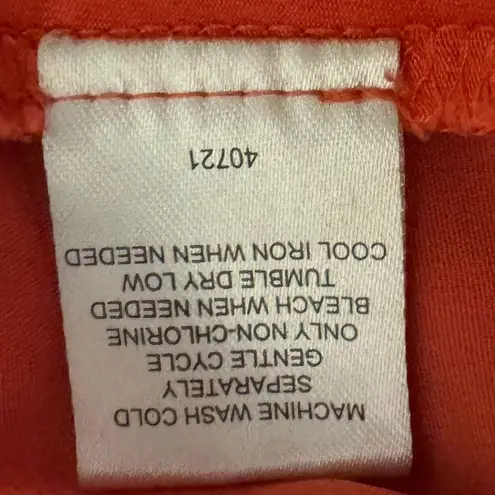 MACHINE WASH COLD
SEPARATELY
GENTLE CYCLE
ONLY NON-CHLORINE
BLEACH WHEN NEEDED
TUMBLE DRY LOW
COOL IRON WHEN NEEDED
40721